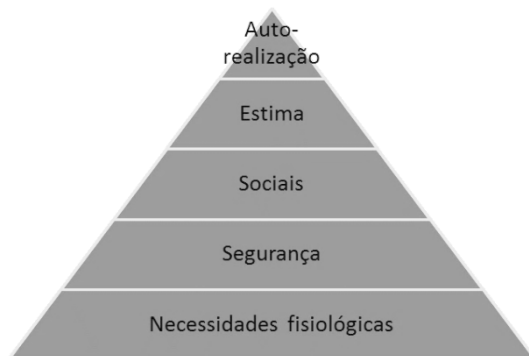 Auto-
realização
Estima
Sociais
Segurança
Necessidades fisiológicas